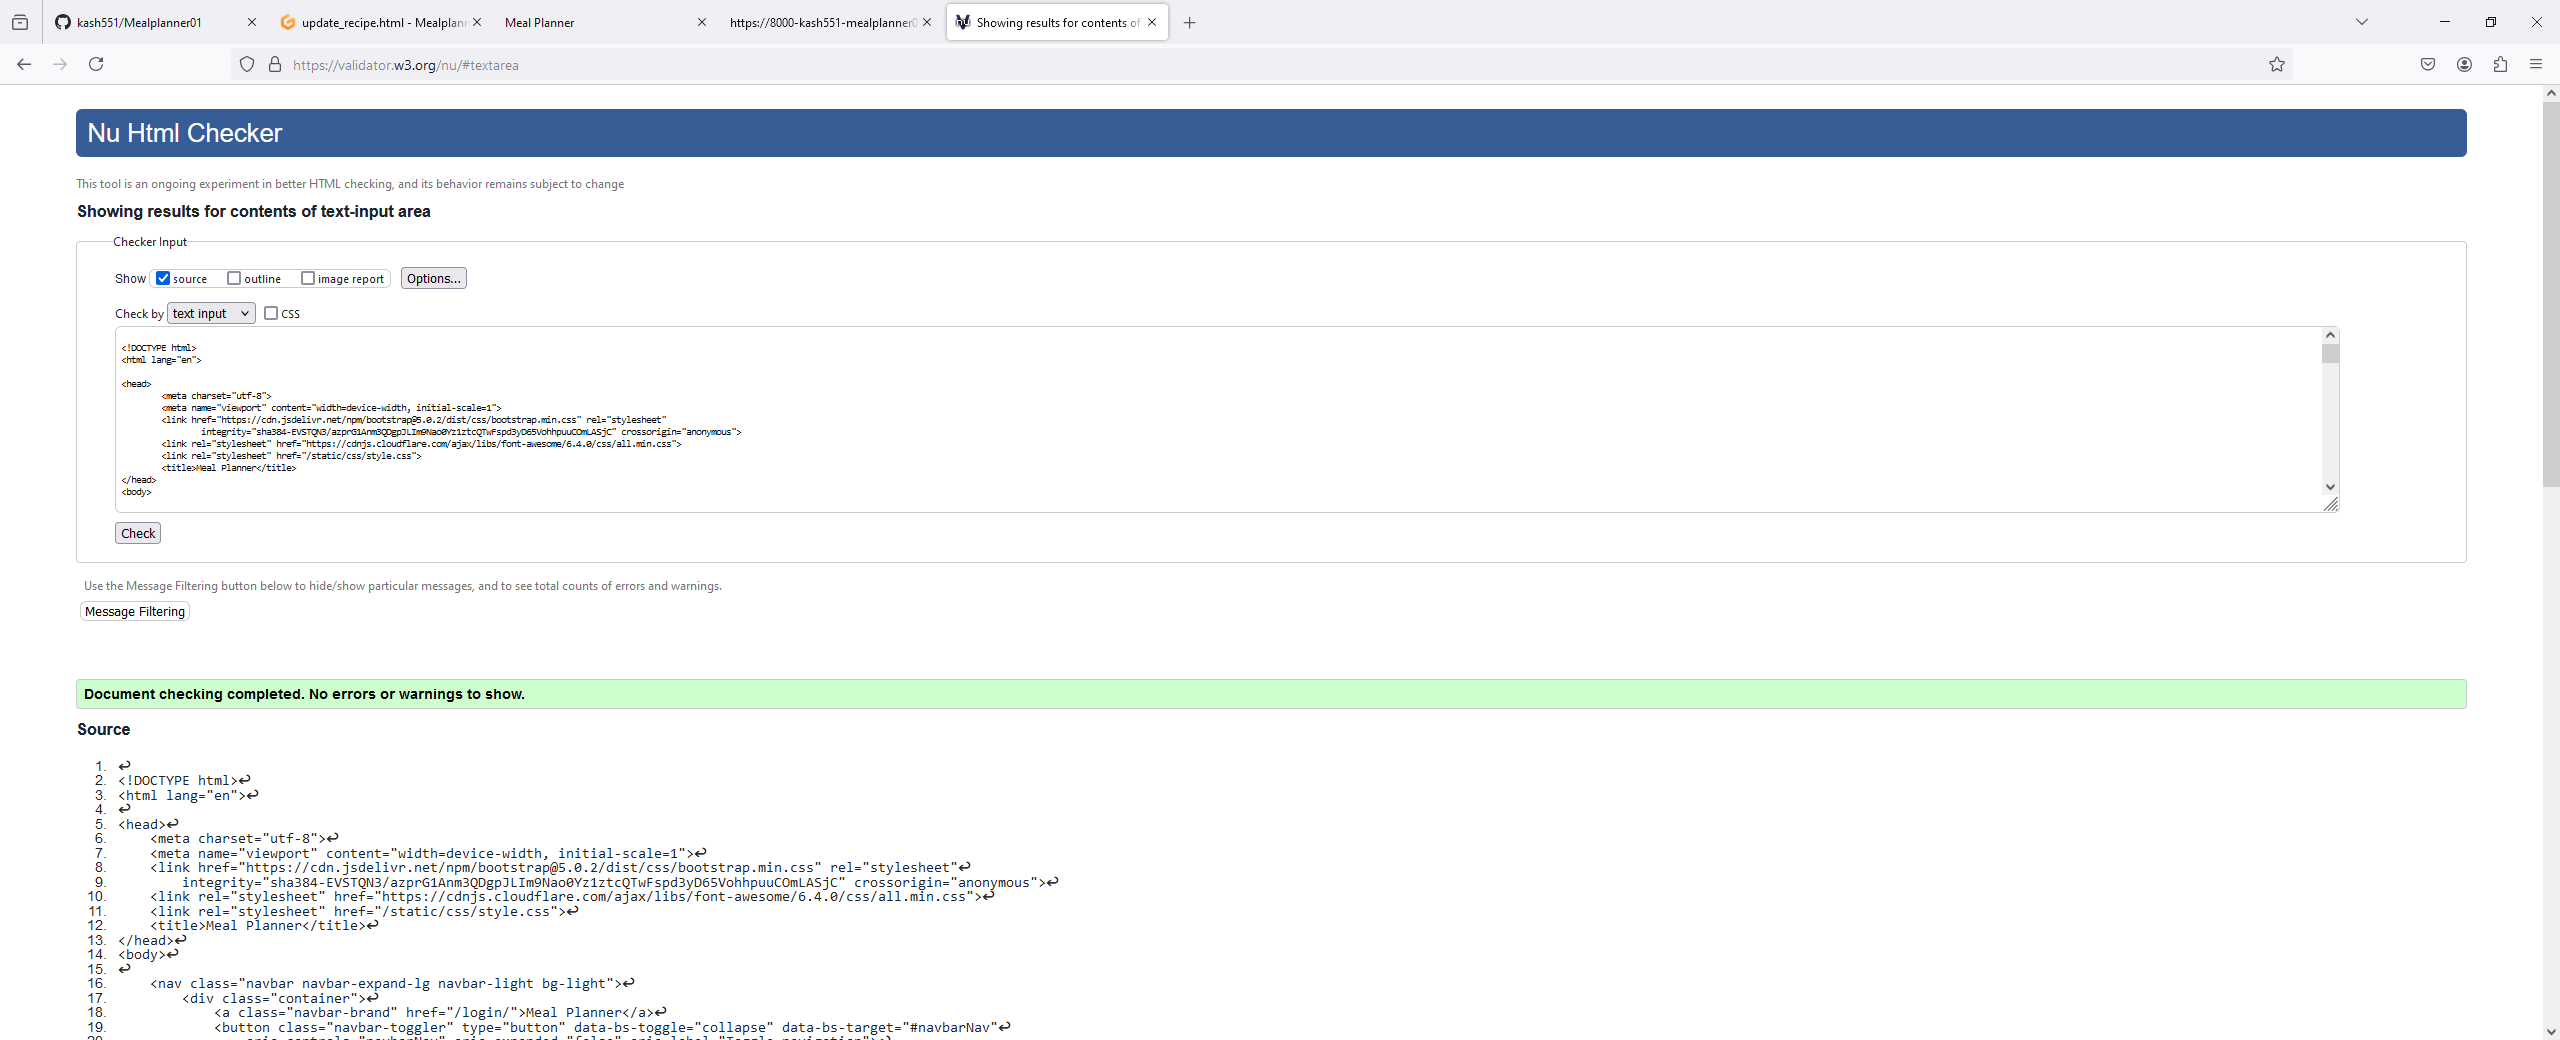 kash551/Mealplanner01
update_recipe.html - Mealplann
Meal Planner
https://8000-kash551-mealplanner0
Showing results for contents of
https://validator.w3.org/nu/#textarea
Nu Html Checker
This tool is an ongoing experiment in better HTML checking, and its behavior remains subject to change
Showing results for contents of text-input area
Checker Input
Show source outline image report Options...
Check by text input CSS
<!DOCTYPE html>
<html lang="en">
<head>
<meta charset="utf-8">
<meta name="viewport" content="width=device-width, initial-scale=1">
<link href="https://cdn.jsdelivr.net/npm/bootstrap@5.0.2/dist/css/bootstrap.min.css" rel="stylesheet"
integrity="sha384-EVSTQN3/azprG1Anm3QDgpJLIm9Nao0Yz1ztcQTwFspd3yD65VohhpuuCOmLASjC" crossorigin="anonymous">
<link rel="stylesheet" href="https://cdnjs.cloudflare.com/ajax/libs/font-awesome/6.4.0/css/all.min.css">
<link rel="stylesheet" href="/static/css/style.css">
<title>Meal Planner</title>
</head>
<body>
Check
Use the Message Filtering button below to hide/show particular messages, and to see total counts of errors and warnings.
Message Filtering
Document checking completed. No errors or warnings to show.
Source
1. ↩
2. <!DOCTYPE html>↩
3. <html lang="en">↩
4. ↩
5. <head>↩
6. <meta charset="utf-8">↩
7. <meta name="viewport" content="width=device-width, initial-scale=1">↩
8. <link href="https://cdn.jsdelivr.net/npm/bootstrap@5.0.2/dist/css/bootstrap.min.css" rel="stylesheet"↩
9. integrity="sha384-EVSTQN3/azprG1Anm3QDgpJLIm9Nao0Yz1ztcQTwFspd3yD65VohhpuuCOmLASjC" crossorigin="anonymous">↩
10. <link rel="stylesheet" href="https://cdnjs.cloudflare.com/ajax/libs/font-awesome/6.4.0/css/all.min.css">↩
11. <link rel="stylesheet" href="/static/css/style.css">↩
12. <title>Meal Planner</title>↩
13. </head>↩
14. <body>↩
15. ↩
16. <nav class="navbar navbar-expand-lg navbar-light bg-light">↩
17. <div class="container">↩
18. <a class="navbar-brand" href="/login/">Meal Planner</a>↩
19. <button class="navbar-toggler" type="button" data-bs-toggle="collapse" data-bs-target="#navbarNav"↩